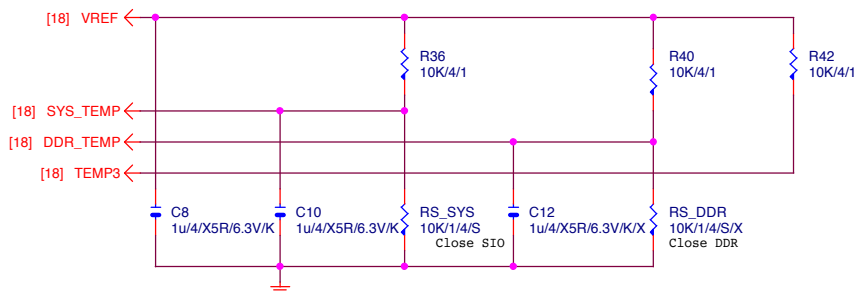 [18] VREF
R36
10K/4/1
R40
10K/4/1
R42
10K/4/1
[18] SYS_TEMP
[18] DDR_TEMP
[18] TEMP3
C8
1u/4/X5R/6.3V/K
C10
1u/4/X5R/6.3V/K
RS_SYS
10K/1/4/S
Close SIO
C12
1u/4/X5R/6.3V/K/X
RS_DDR
10K/1/4/S/X
Close DDR